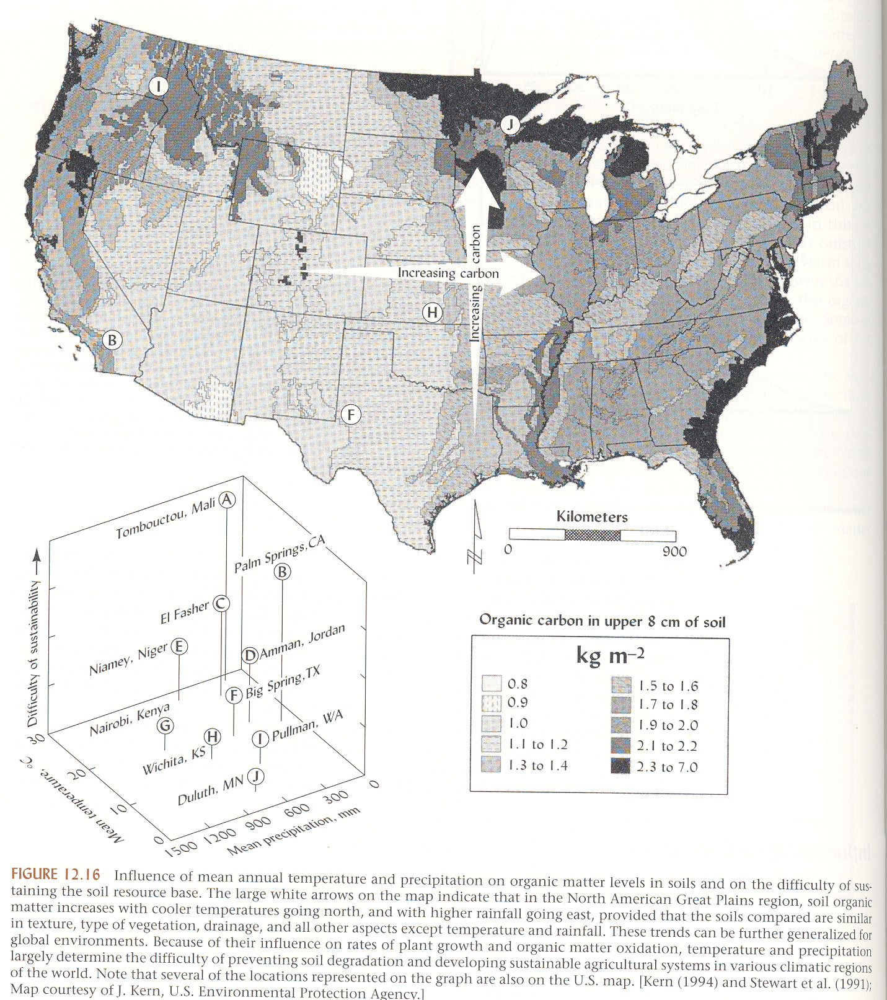 I
J
B
H
F
Increasing carbon
Increasing carbon
Kilometers
0 900
Organic carbon in upper 8 cm of soil
kg m–2
0.8
0.9
1.0
1.1 to 1.2
1.3 to 1.4
1.5 to 1.6
1.7 to 1.8
1.9 to 2.0
2.1 to 2.2
2.3 to 7.0
Tombouctou, Mali A
Palm Springs, CA
B
El Fasher C
Niamey, Niger E
D Amman, Jordan
F Big Spring, TX
Nairobi, Kenya
G
H
Wichita, KS
I Pullman, WA
Duluth, MN J
Difficulty of sustainability
30
20
10
0
Mean temperature, °C
1500 1200 900 600 300 0
Mean precipitation, mm
FIGURE 12.16 Influence of mean annual temperature and precipitation on organic matter levels in soils and on the difficulty of sus-
taining the soil resource base. The large white arrows on the map indicate that in the North American Great Plains region, soil organic
matter increases with cooler temperatures going north, and with higher rainfall going east, provided that the soils compared are similar
in texture, type of vegetation, drainage, and all other aspects except temperature and rainfall. These trends can be further generalized for
global environments. Because of their influence on rates of plant growth and organic matter oxidation, temperature and precipitation
largely determine the difficulty of preventing soil degradation and developing sustainable agricultural systems in various climatic regions
of the world. Note that several of the locations represented on the graph are also on the U.S. map. [Kern (1994) and Stewart et al. (1991);
Map courtesy of J. Kern, U.S. Environmental Protection Agency.]